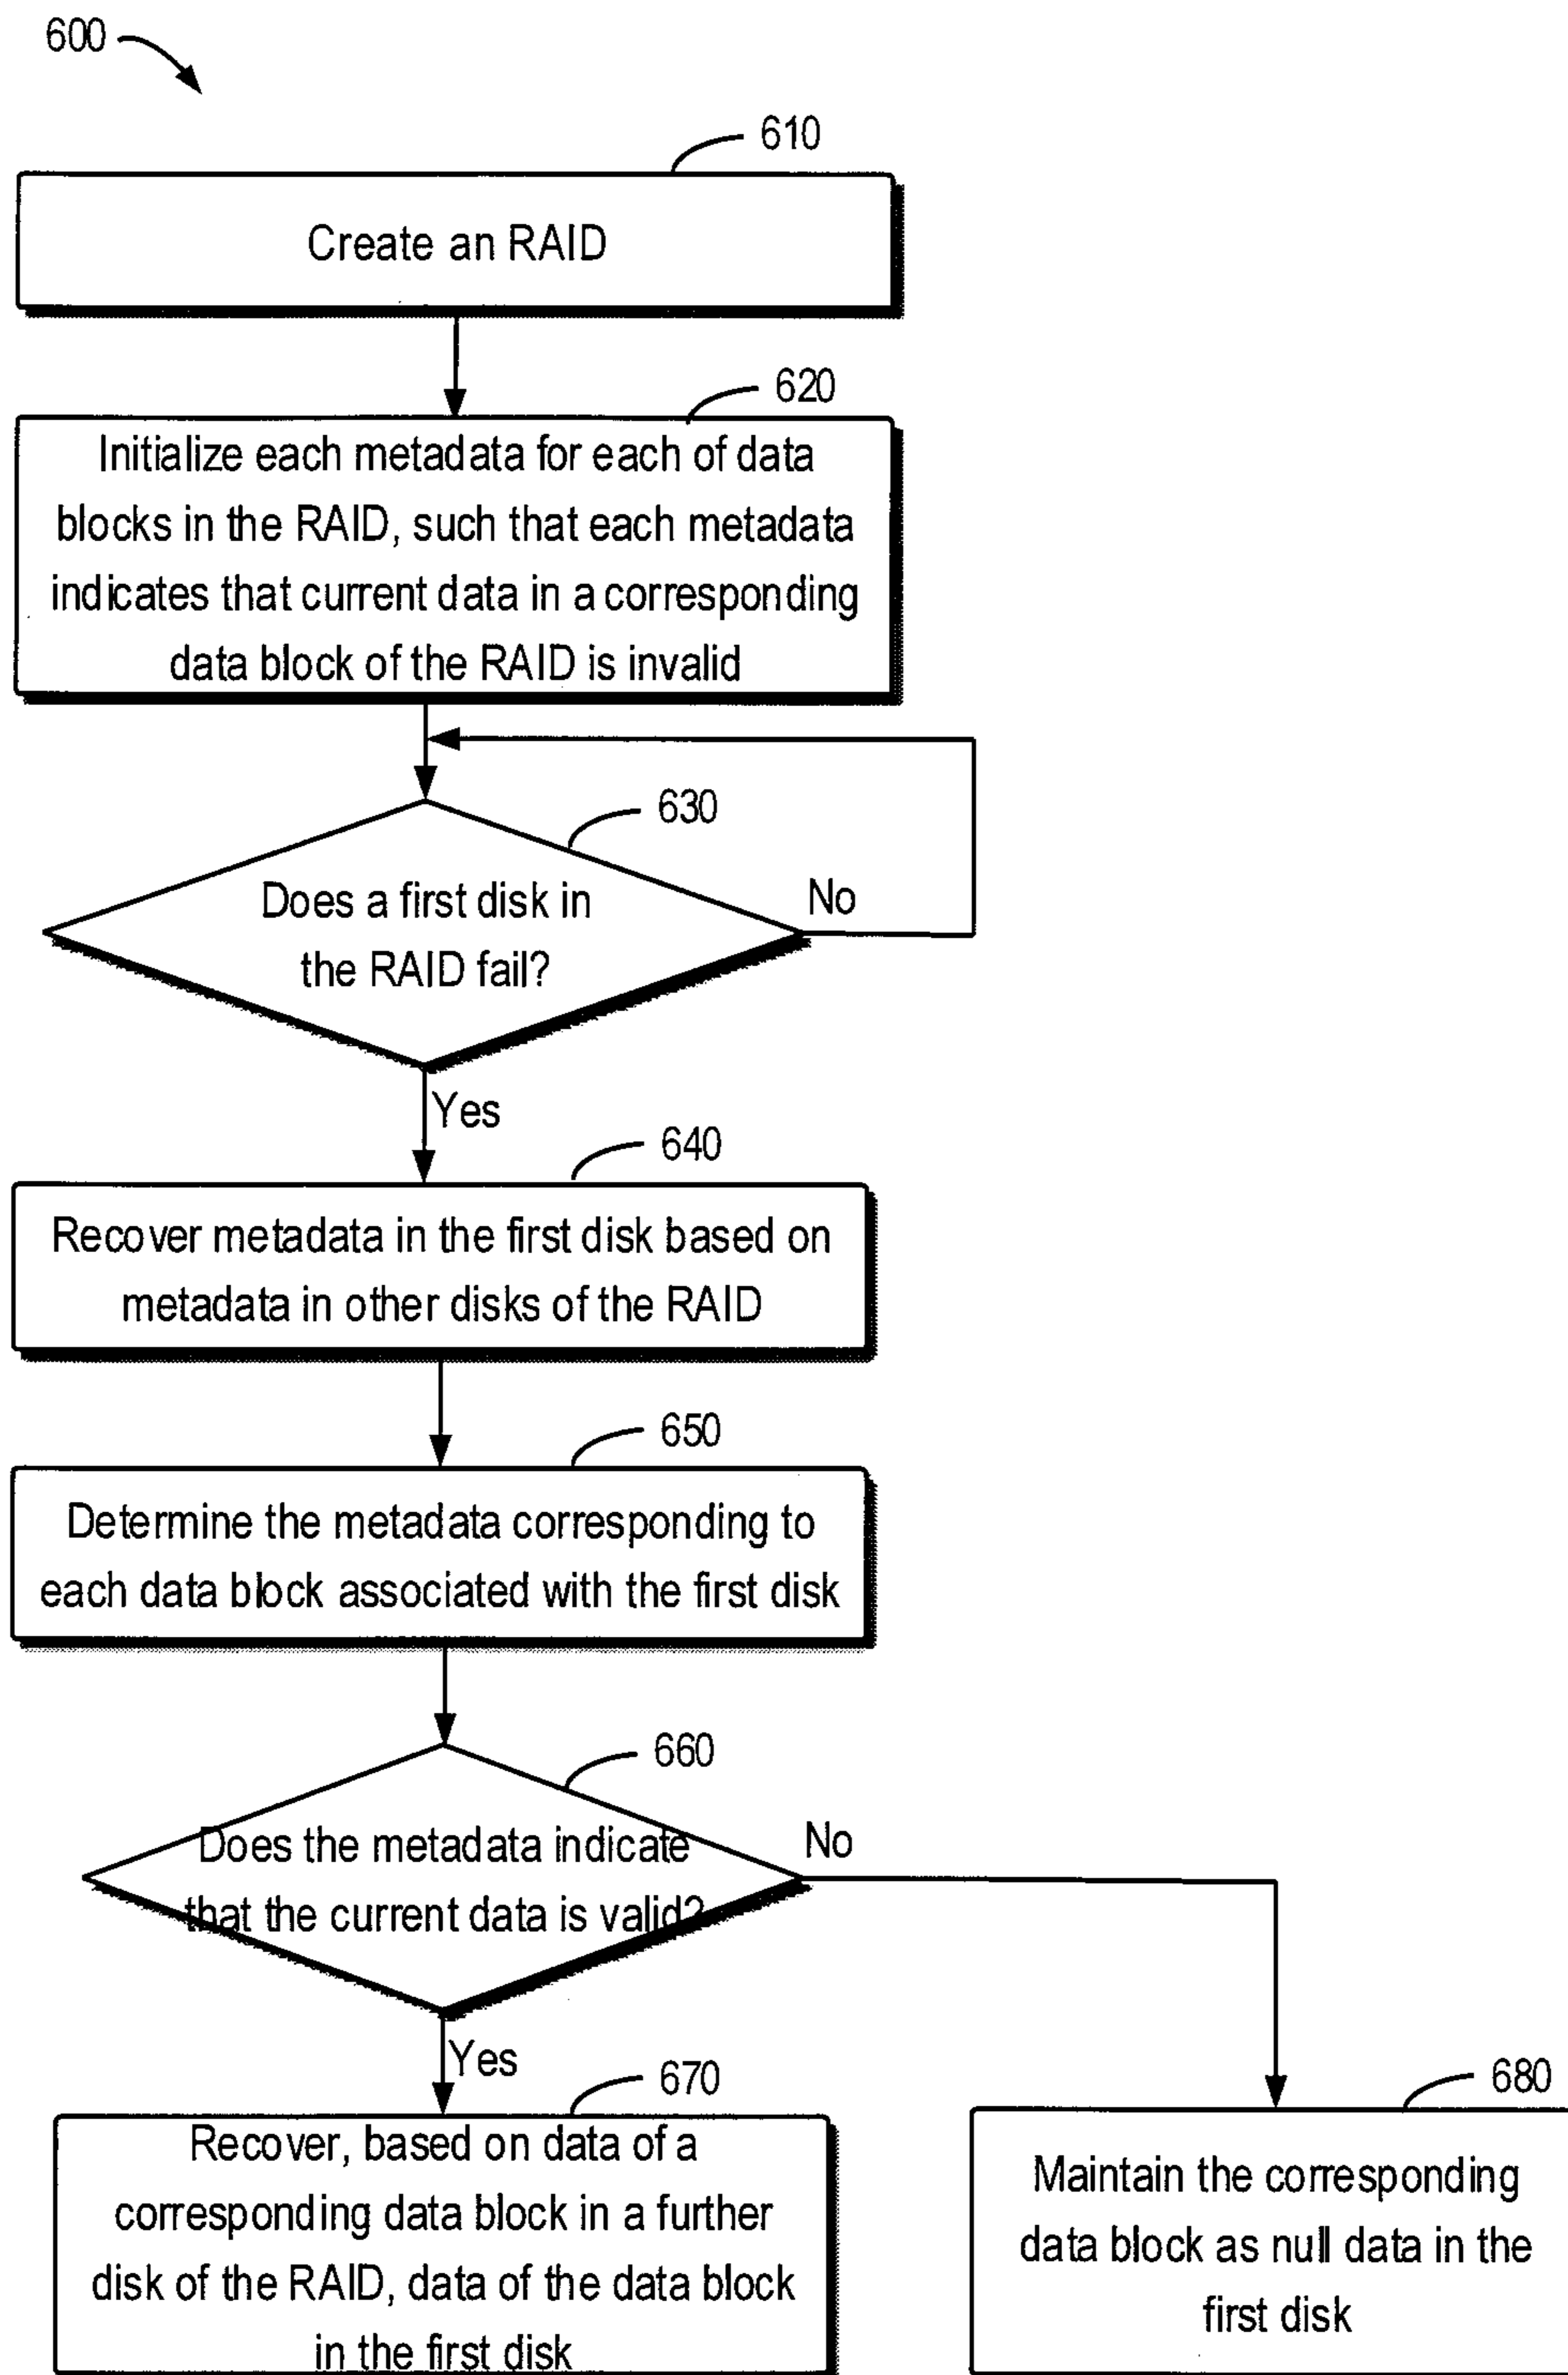 600
610
Create an RAID
620
Initialize each metadata for each of data
blocks in the RAID, such that each metadata
indicates that current data in a corresponding
data block of the RAID is invalid
630
Does a first disk in
the RAID fail?
No
Yes
640
Recover metadata in the first disk based on
metadata in other disks of the RAID
650
Determine the metadata corresponding to
each data block associated with the first disk
660
Does the metadata indicate
that the current data is valid?
No
Yes
670
Recover, based on data of a
corresponding data block in a further
disk of the RAID, data of the data block
in the first disk
680
Maintain the corresponding
data block as null data in the
first disk